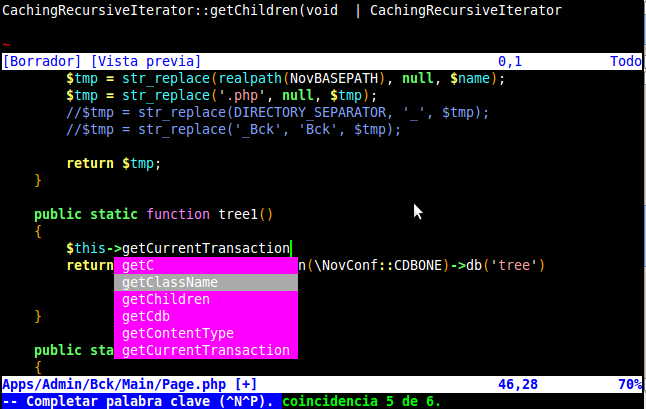 CachingRecursiveIterator::getChildren(void  | CachingRecursiveIterator
~
[Borrador] [Vista previa] 0,1 Todo
$tmp = str_replace(realpath(NovBASEPATH), null, $name);
$tmp = str_replace('.php', null, $tmp);
//$tmp = str_replace(DIRECTORY_SEPARATOR, '_', $tmp);
//$tmp = str_replace('_Bck', 'Bck', $tmp);
return $tmp;
}
public static function tree1()
{
$this->getCurrentTransaction
return getC n(\NovConf::CDBONE)->db('tree')
getClassName
getChildren
} getCdb
getContentType
public sta getCurrentTransaction
{
Apps/Admin/Bck/Main/Page.php [+] 46,28 70%
-- Completar palabra clave (^N^P). coincidencia 5 de 6.